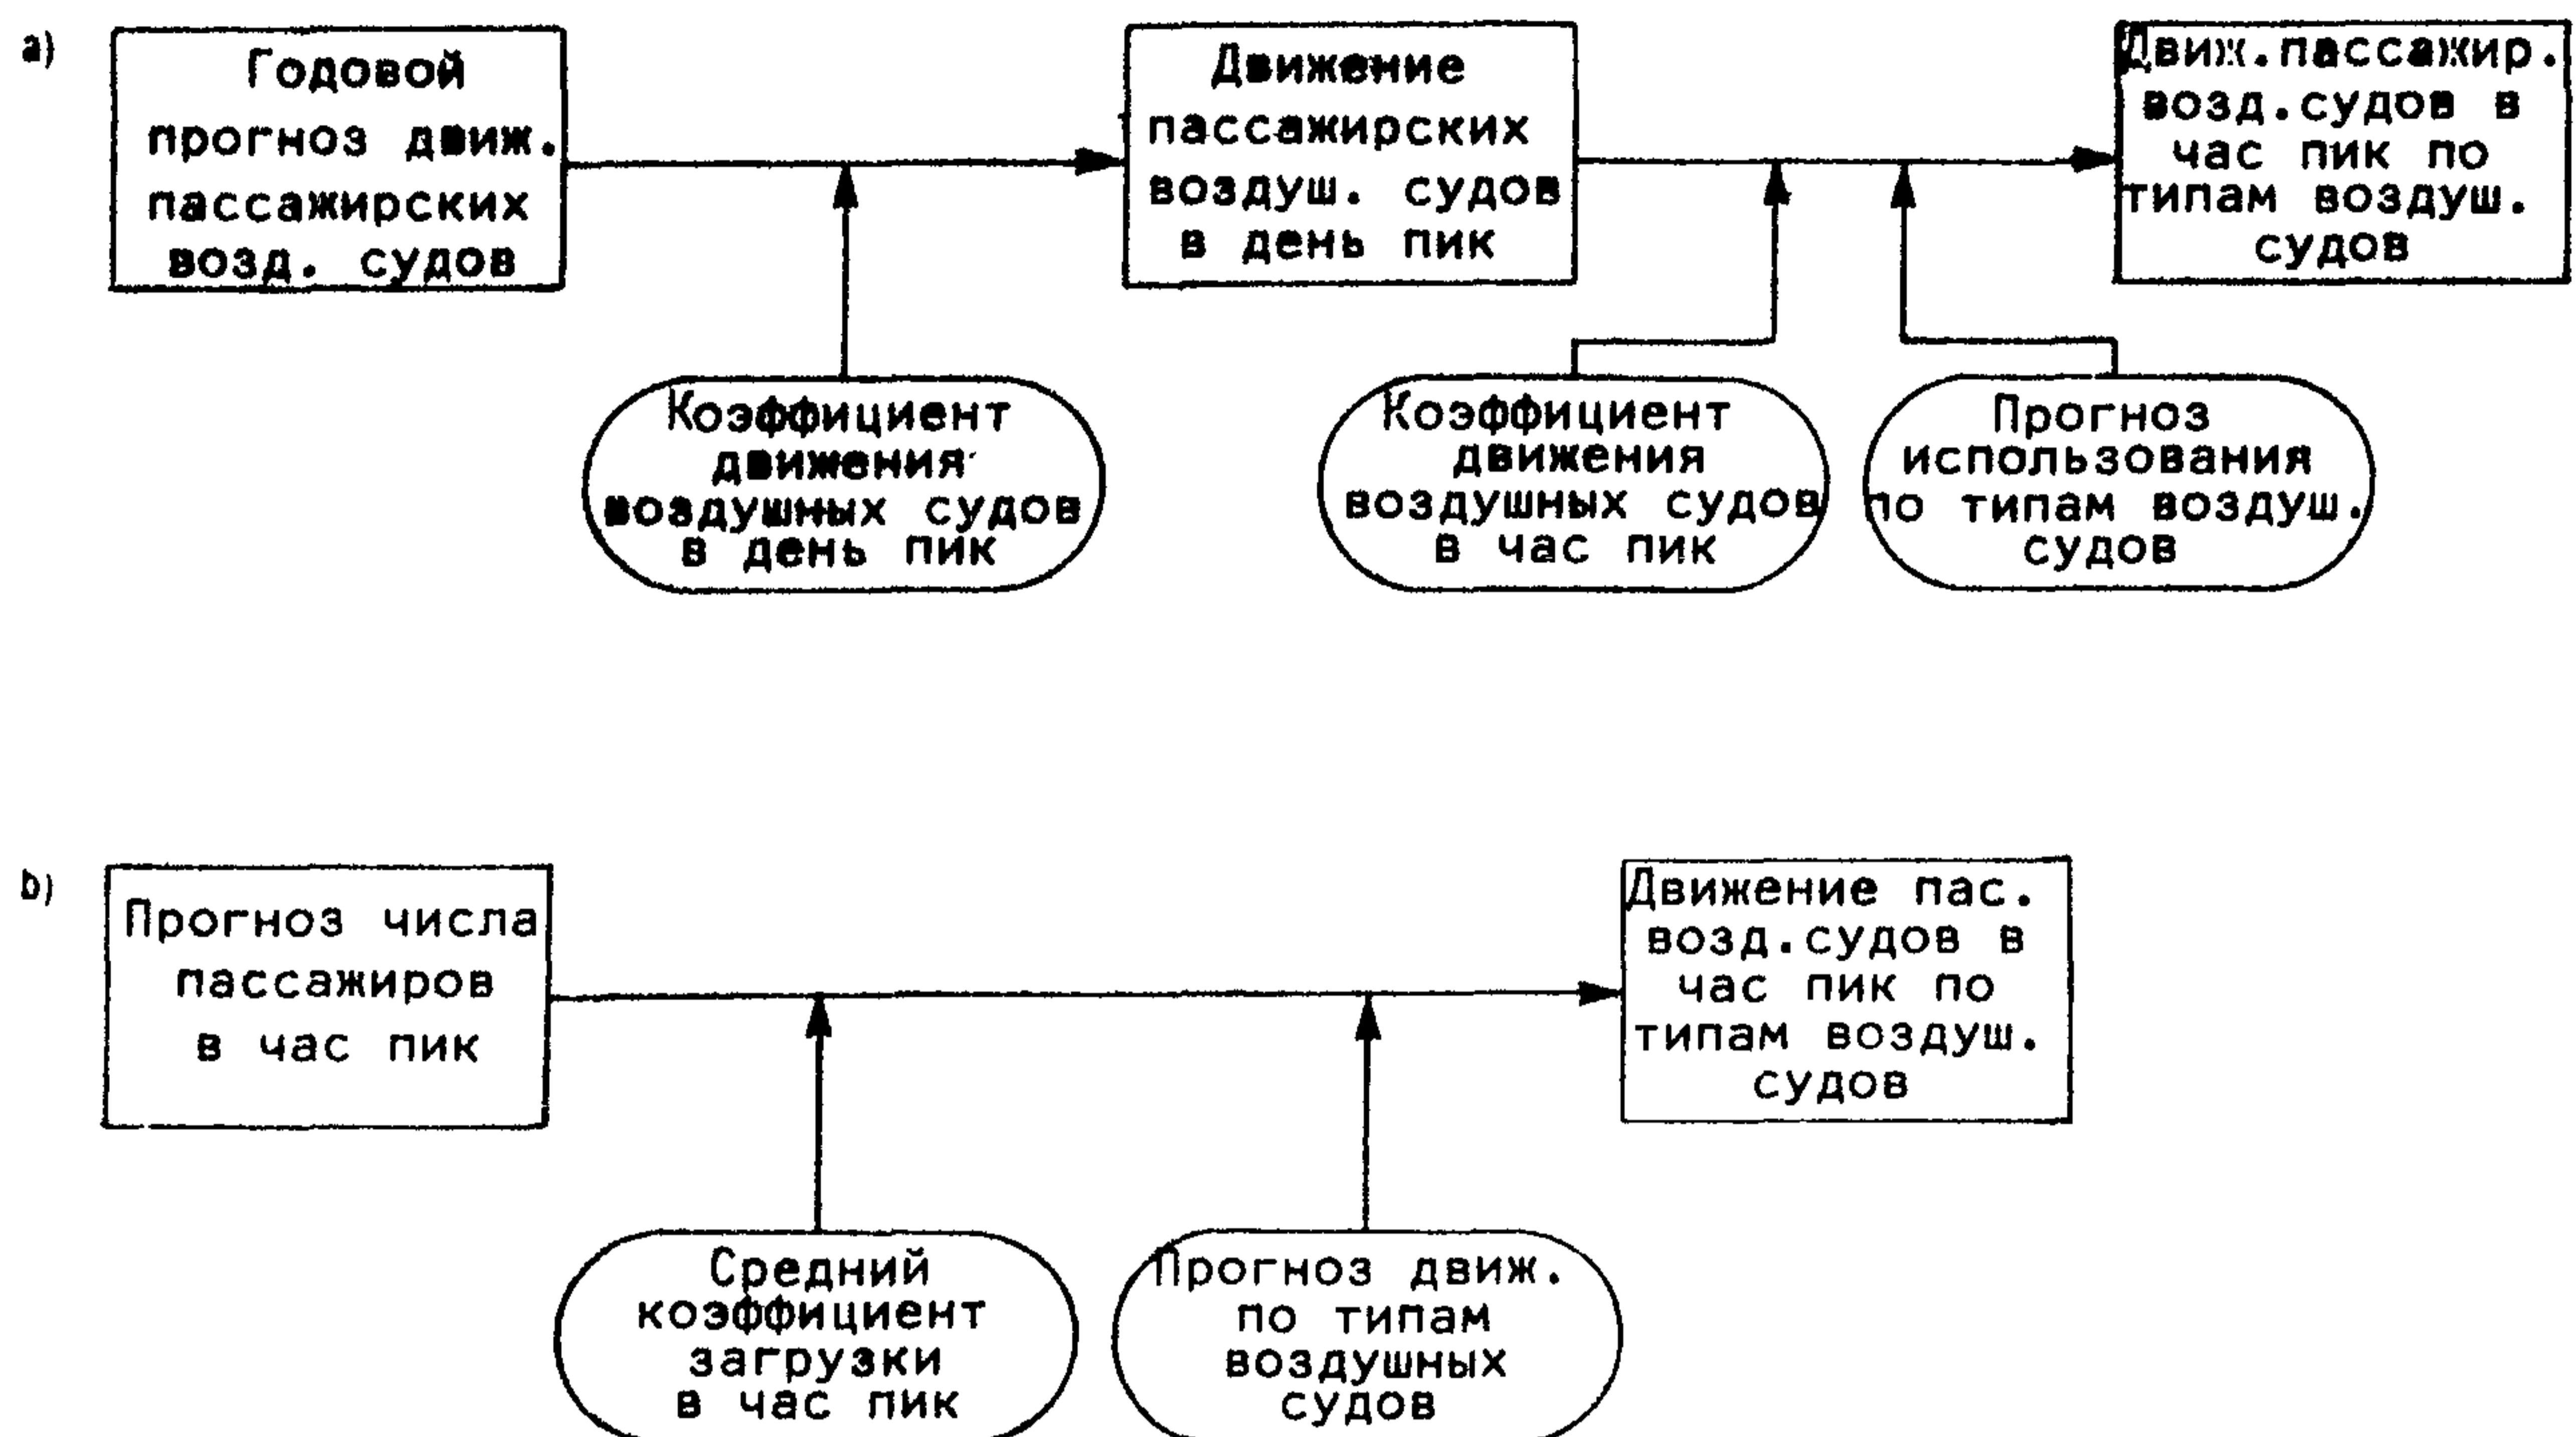 a)
Годовой
прогноз движ.
пассажирских
возд. судов
Движение
пассажирских
воздуш. судов
в день пик
Движ.пассажир.
возд.судов в
час пик по
типам воздуш.
судов
Коэффициент
движения
воздушных судов
в день пик
Коэффициент
движения
воздушных судов
в час пик
Прогноз
использования
по типам воздуш.
судов
b)
Прогноз числа
пассажиров
в час пик
Движение пас.
возд.судов в
час пик по
типам воздуш.
судов
Средний
коэффициент
загрузки
в час пик
Прогноз движ.
по типам
воздушных
судов